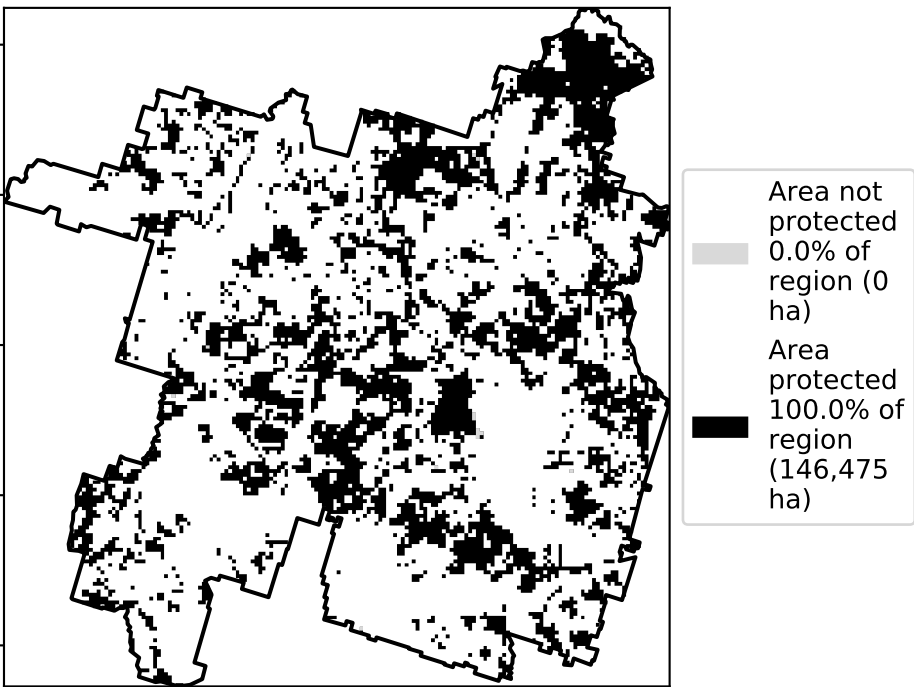 Area not
protected
0.0% of
region (0
ha)
Area
protected
100.0% of
region
(146,475
ha)